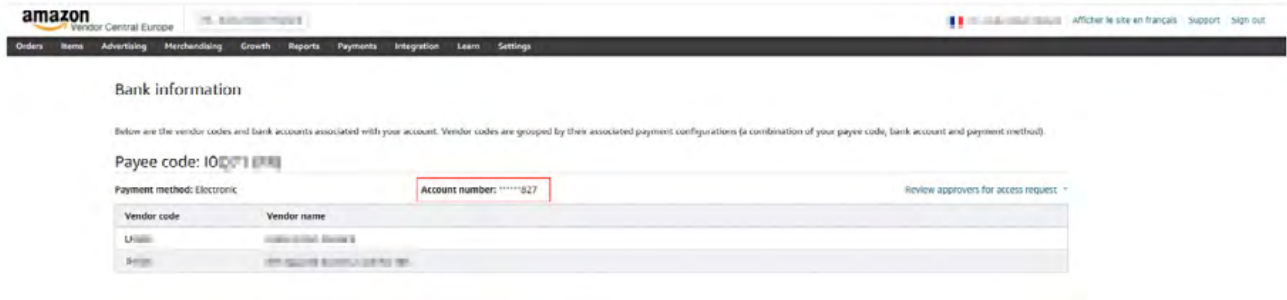 amazon
Vendor Central Europe
Afficher le site en français Support Sign out
Orders Items Advertising Merchandising Growth Reports Payments Integration Learn Settings
Bank information
Below are the vendor codes and bank accounts associated with your account. Vendor codes are grouped by their associated payment configurations (a combination of your payee code, bank account and payment method).
Payee code:
Payment method: Electronic Account number: ******827 Review approvers for access request
Vendor code Vendor name